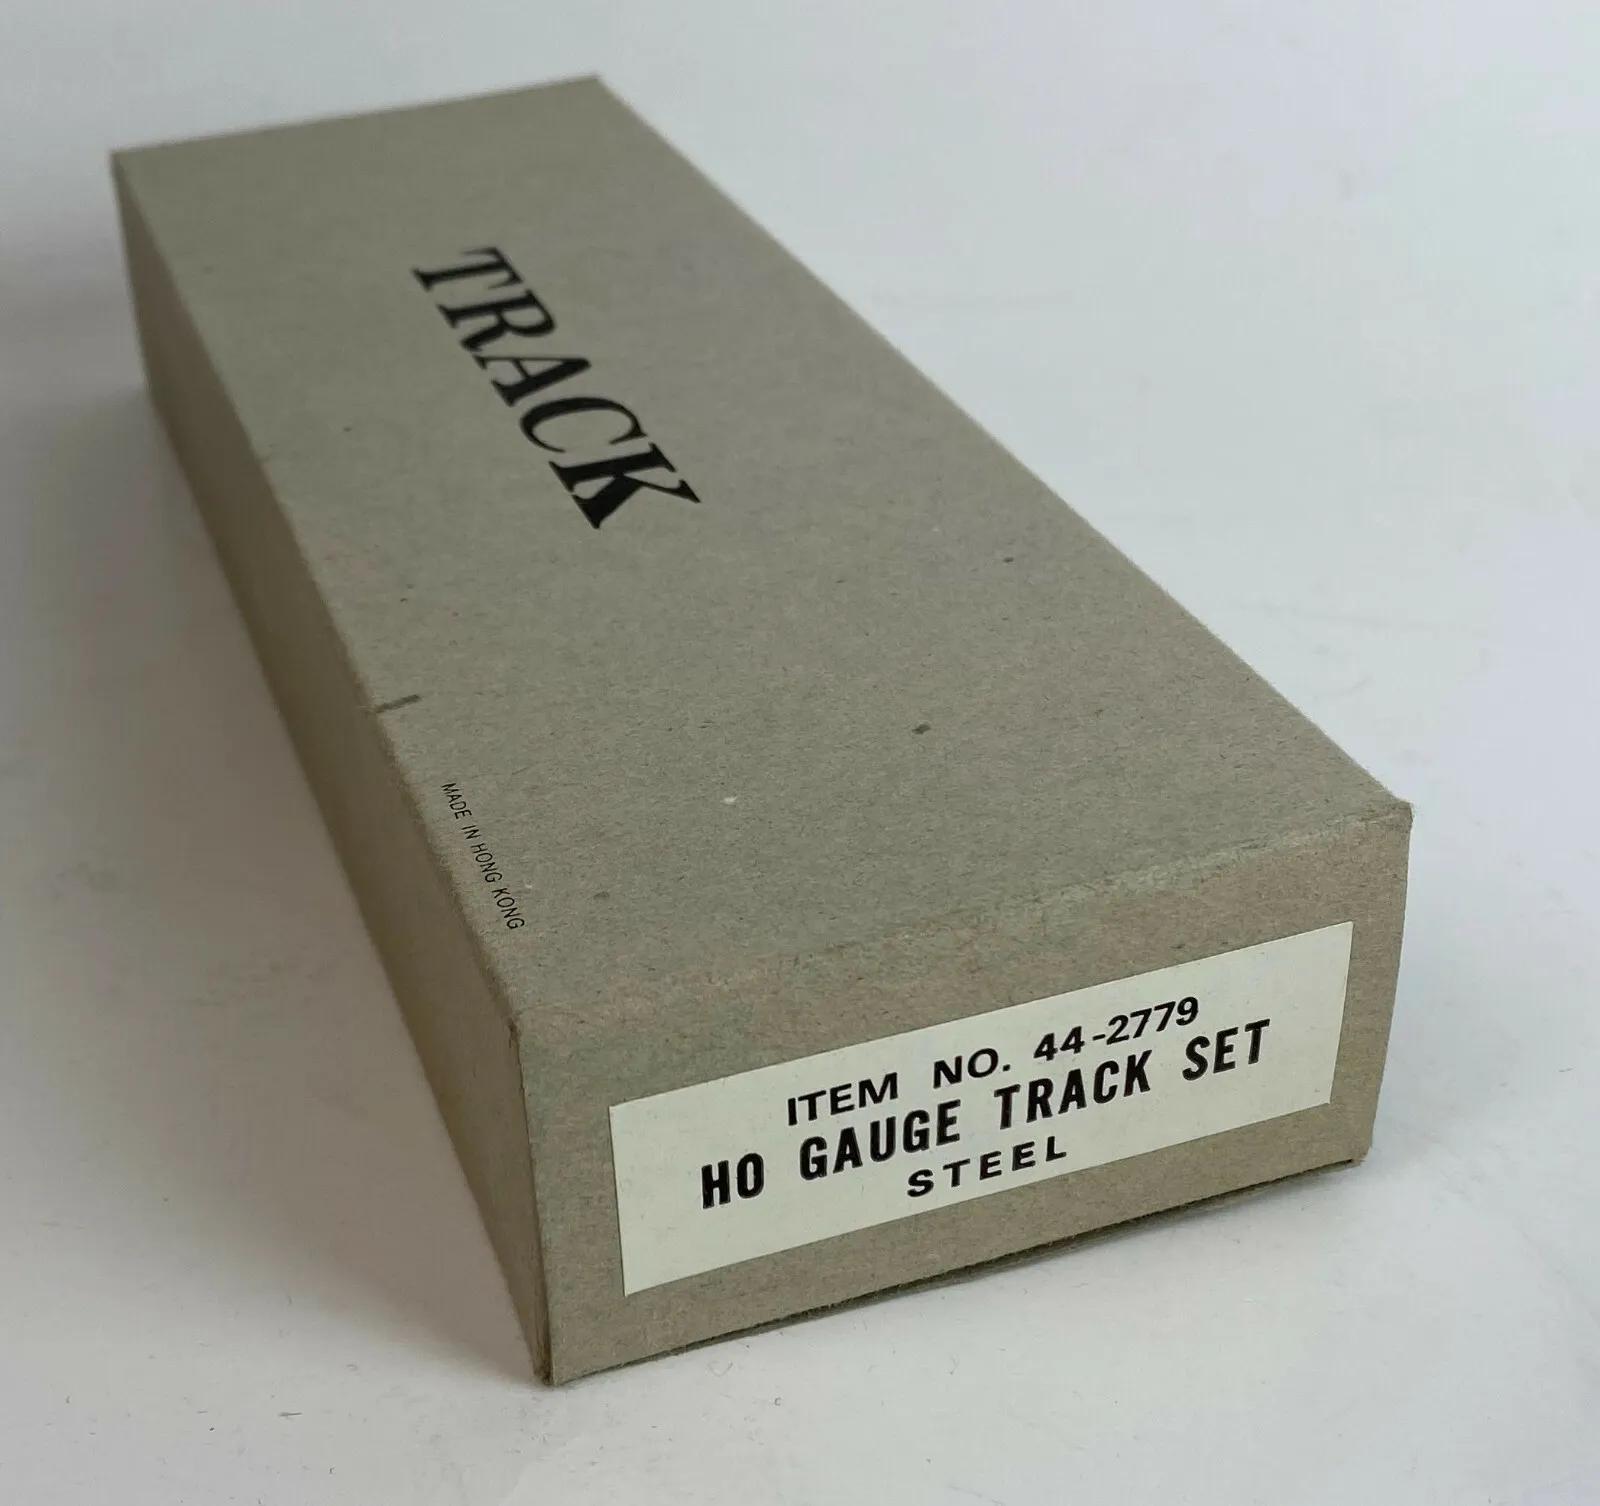 TRACK
MADE IN HONG KONG
ITEM NO. 44-2779
HO GAUGE TRACK SET
STEEL